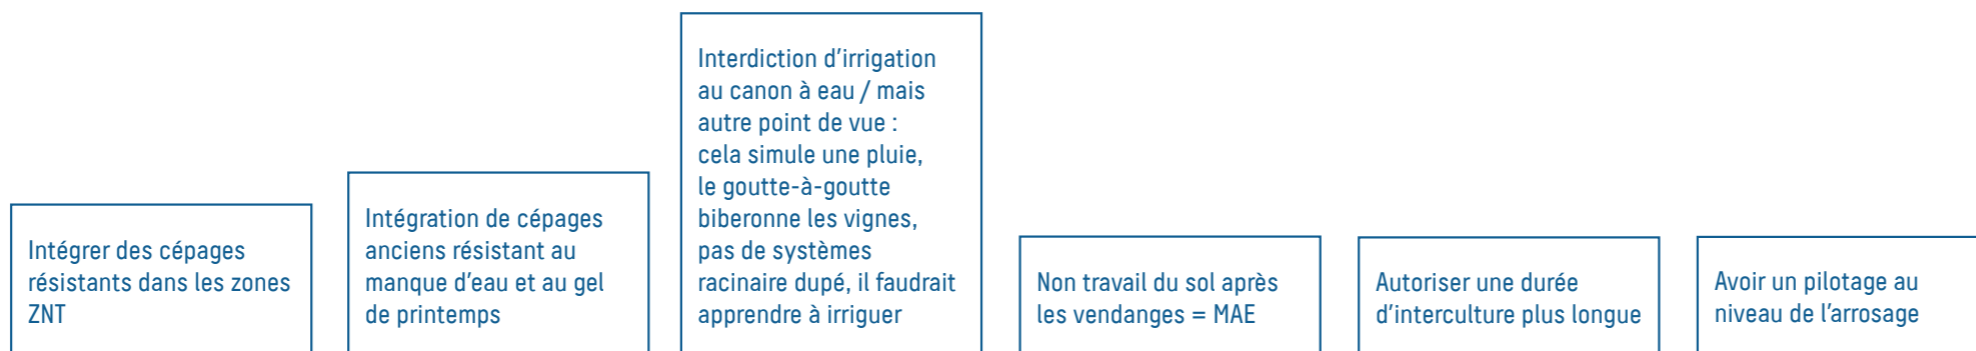 Intégrer des cépages
résistants dans les zones
ZNT
Intégration de cépages
anciens résistant au
manque d'eau et au gel
de printemps
Interdiction d'irrigation
au canon à eau / mais
autre point de vue :
cela simule une pluie,
le goutte-à-goutte
biberonne les vignes,
pas de systèmes
racinaire dupé, il faudrait
apprendre à irriguer
Non travail du sol après
les vendanges = MAE
Autoriser une durée
d'interculture plus longue
Avoir un pilotage au
niveau de l'arrosage